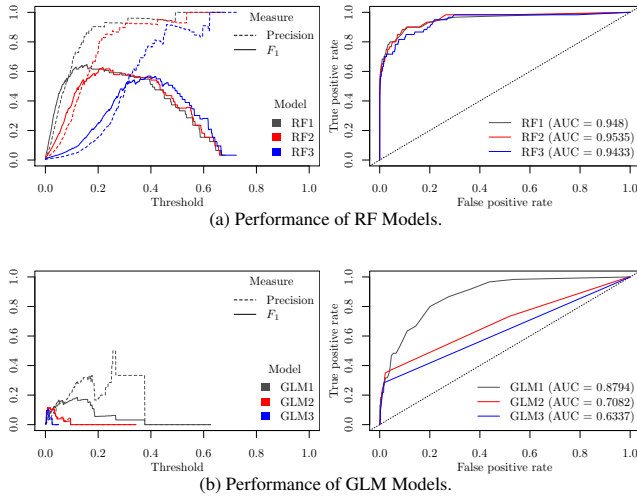 0.0 0.2 0.4 0.6 0.8 1.0
Measure
Precision
F1
Model
RF1
RF2
RF3
0.0 0.2 0.4 0.6 0.8 1.0
Threshold
True positive rate
0.0 0.2 0.4 0.6 0.8 1.0
RF1 (AUC = 0.948)
RF2 (AUC = 0.9535)
RF3 (AUC = 0.9433)
0.0 0.2 0.4 0.6 0.8 1.0
False positive rate
(a) Performance of RF Models.
0.0 0.2 0.4 0.6 0.8 1.0
Measure
Precision
F1
Model
GLM1
GLM2
GLM3
0.0 0.2 0.4 0.6 0.8 1.0
Threshold
True positive rate
0.0 0.2 0.4 0.6 0.8 1.0
GLM1 (AUC = 0.8794)
GLM2 (AUC = 0.7082)
GLM3 (AUC = 0.6337)
0.0 0.2 0.4 0.6 0.8 1.0
False positive rate
(b) Performance of GLM Models.